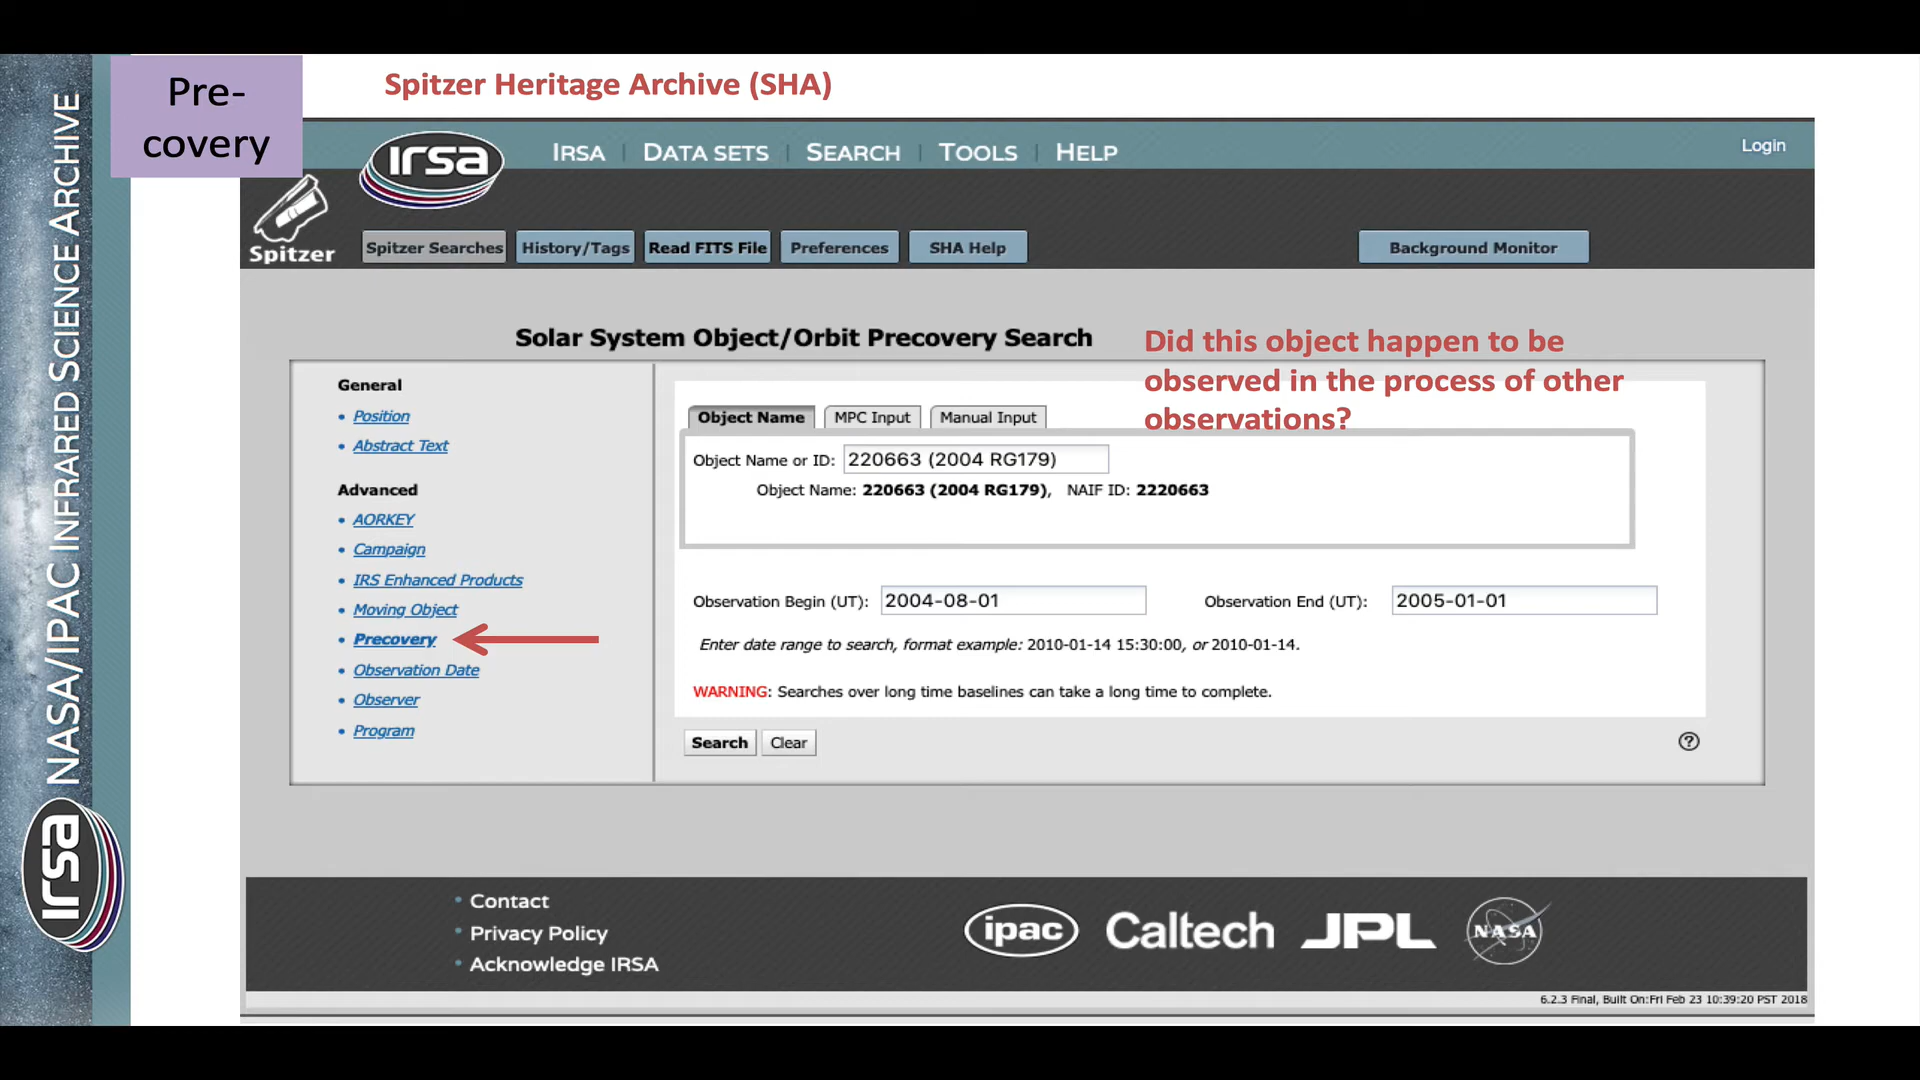 NASA/IPAC INFRARED SCIENCE ARCHIVE
irsa
Pre-
covery
Spitzer Heritage Archive (SHA)
irsa
IRSA | DATA SETS | SEARCH | TOOLS | HELP
Login
Spitzer
Spitzer Searches
History/Tags
Read FITS File
Preferences
SHA Help
Background Monitor
Solar System Object/Orbit Precovery Search
Did this object happen to be
observed in the process of other
observations?
General
• Position
• Abstract Text
Advanced
• AORKEY
• Campaign
• IRS Enhanced Products
• Moving Object
• Precovery
• Observation Date
• Observer
• Program
Object Name
MPC Input
Manual Input
Object Name or ID: 220663 (2004 RG179)
Object Name: 220663 (2004 RG179), NAIF ID: 2220663
Observation Begin (UT): 2004-08-01
Observation End (UT): 2005-01-01
Enter date range to search, format example: 2010-01-14 15:30:00, or 2010-01-14.
WARNING: Searches over long time baselines can take a long time to complete.
Search
Clear
?
• Contact
• Privacy Policy
• Acknowledge IRSA
ipac
Caltech
JPL
NASA
6.2.3 Final, Built On:Fri Feb 23 10:39:20 PST 2018